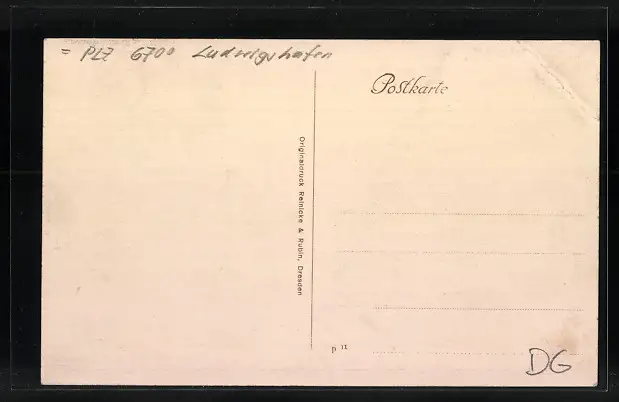 = PLZ 6700 Ludwigshafen
Postkarte
Originaldruck Reinicke & Rubin, Dresden
p 11
DG